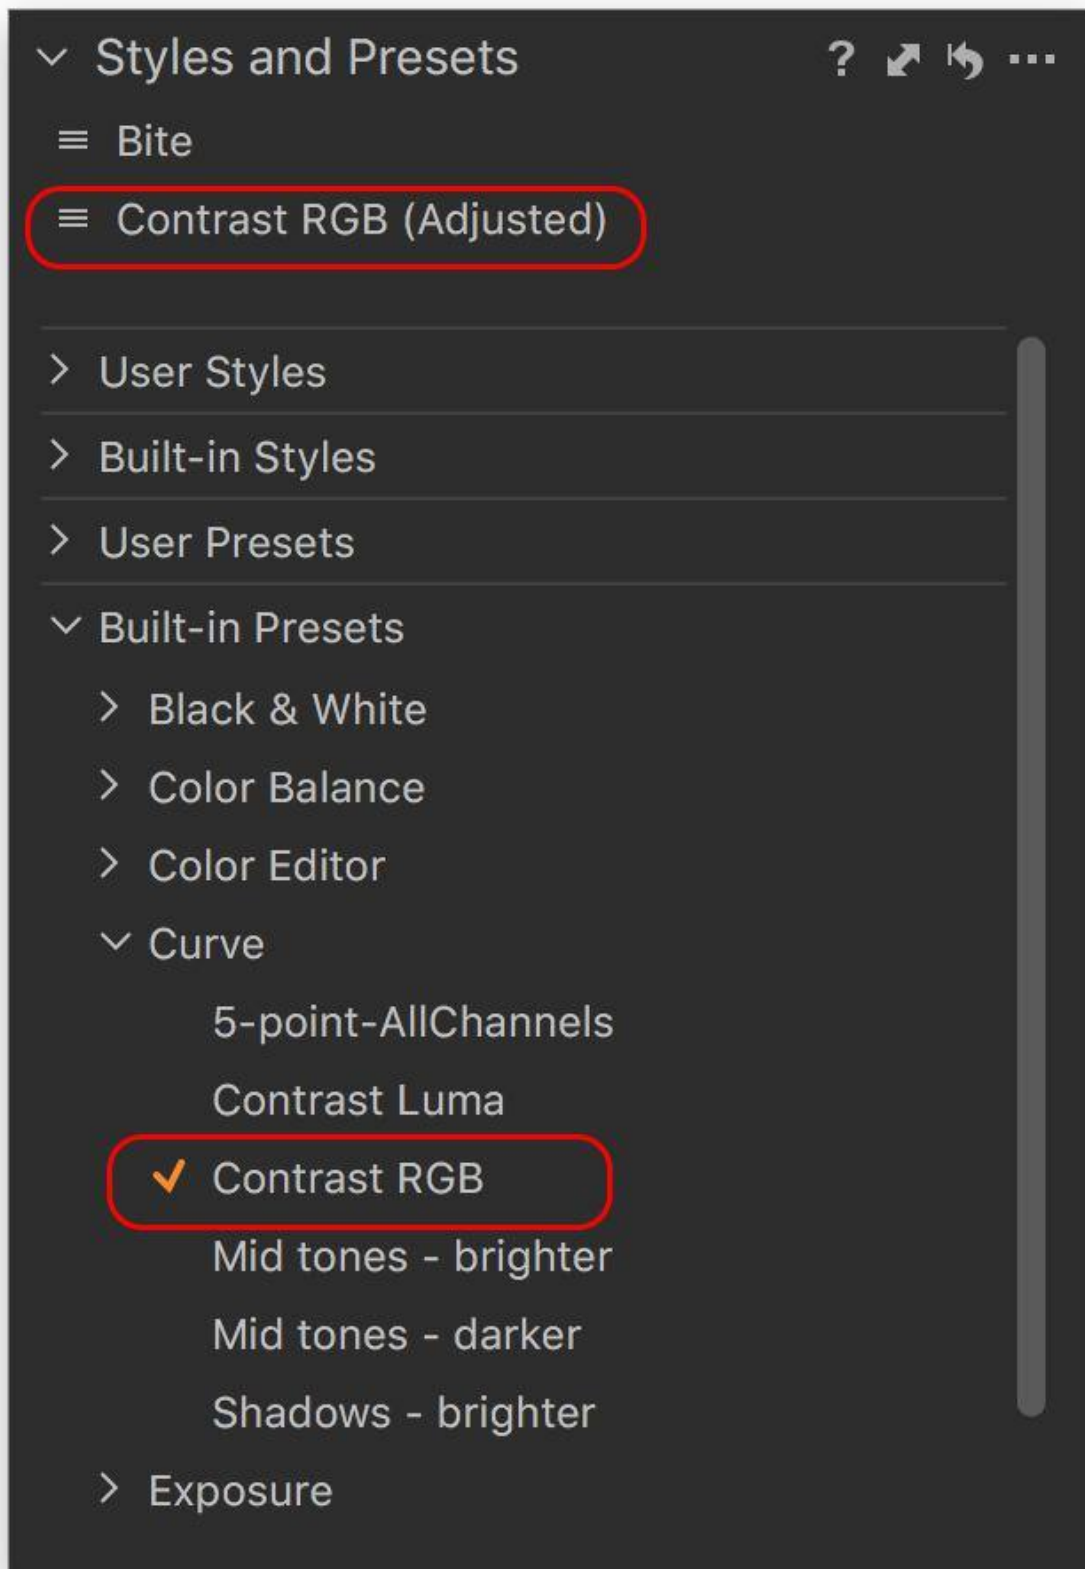 Styles and Presets ? ...
Bite
Contrast RGB (Adjusted)
User Styles
Built-in Styles
User Presets
Built-in Presets
Black & White
Color Balance
Color Editor
Curve
5-point-AllChannels
Contrast Luma
Contrast RGB
Mid tones - brighter
Mid tones - darker
Shadows - brighter
Exposure